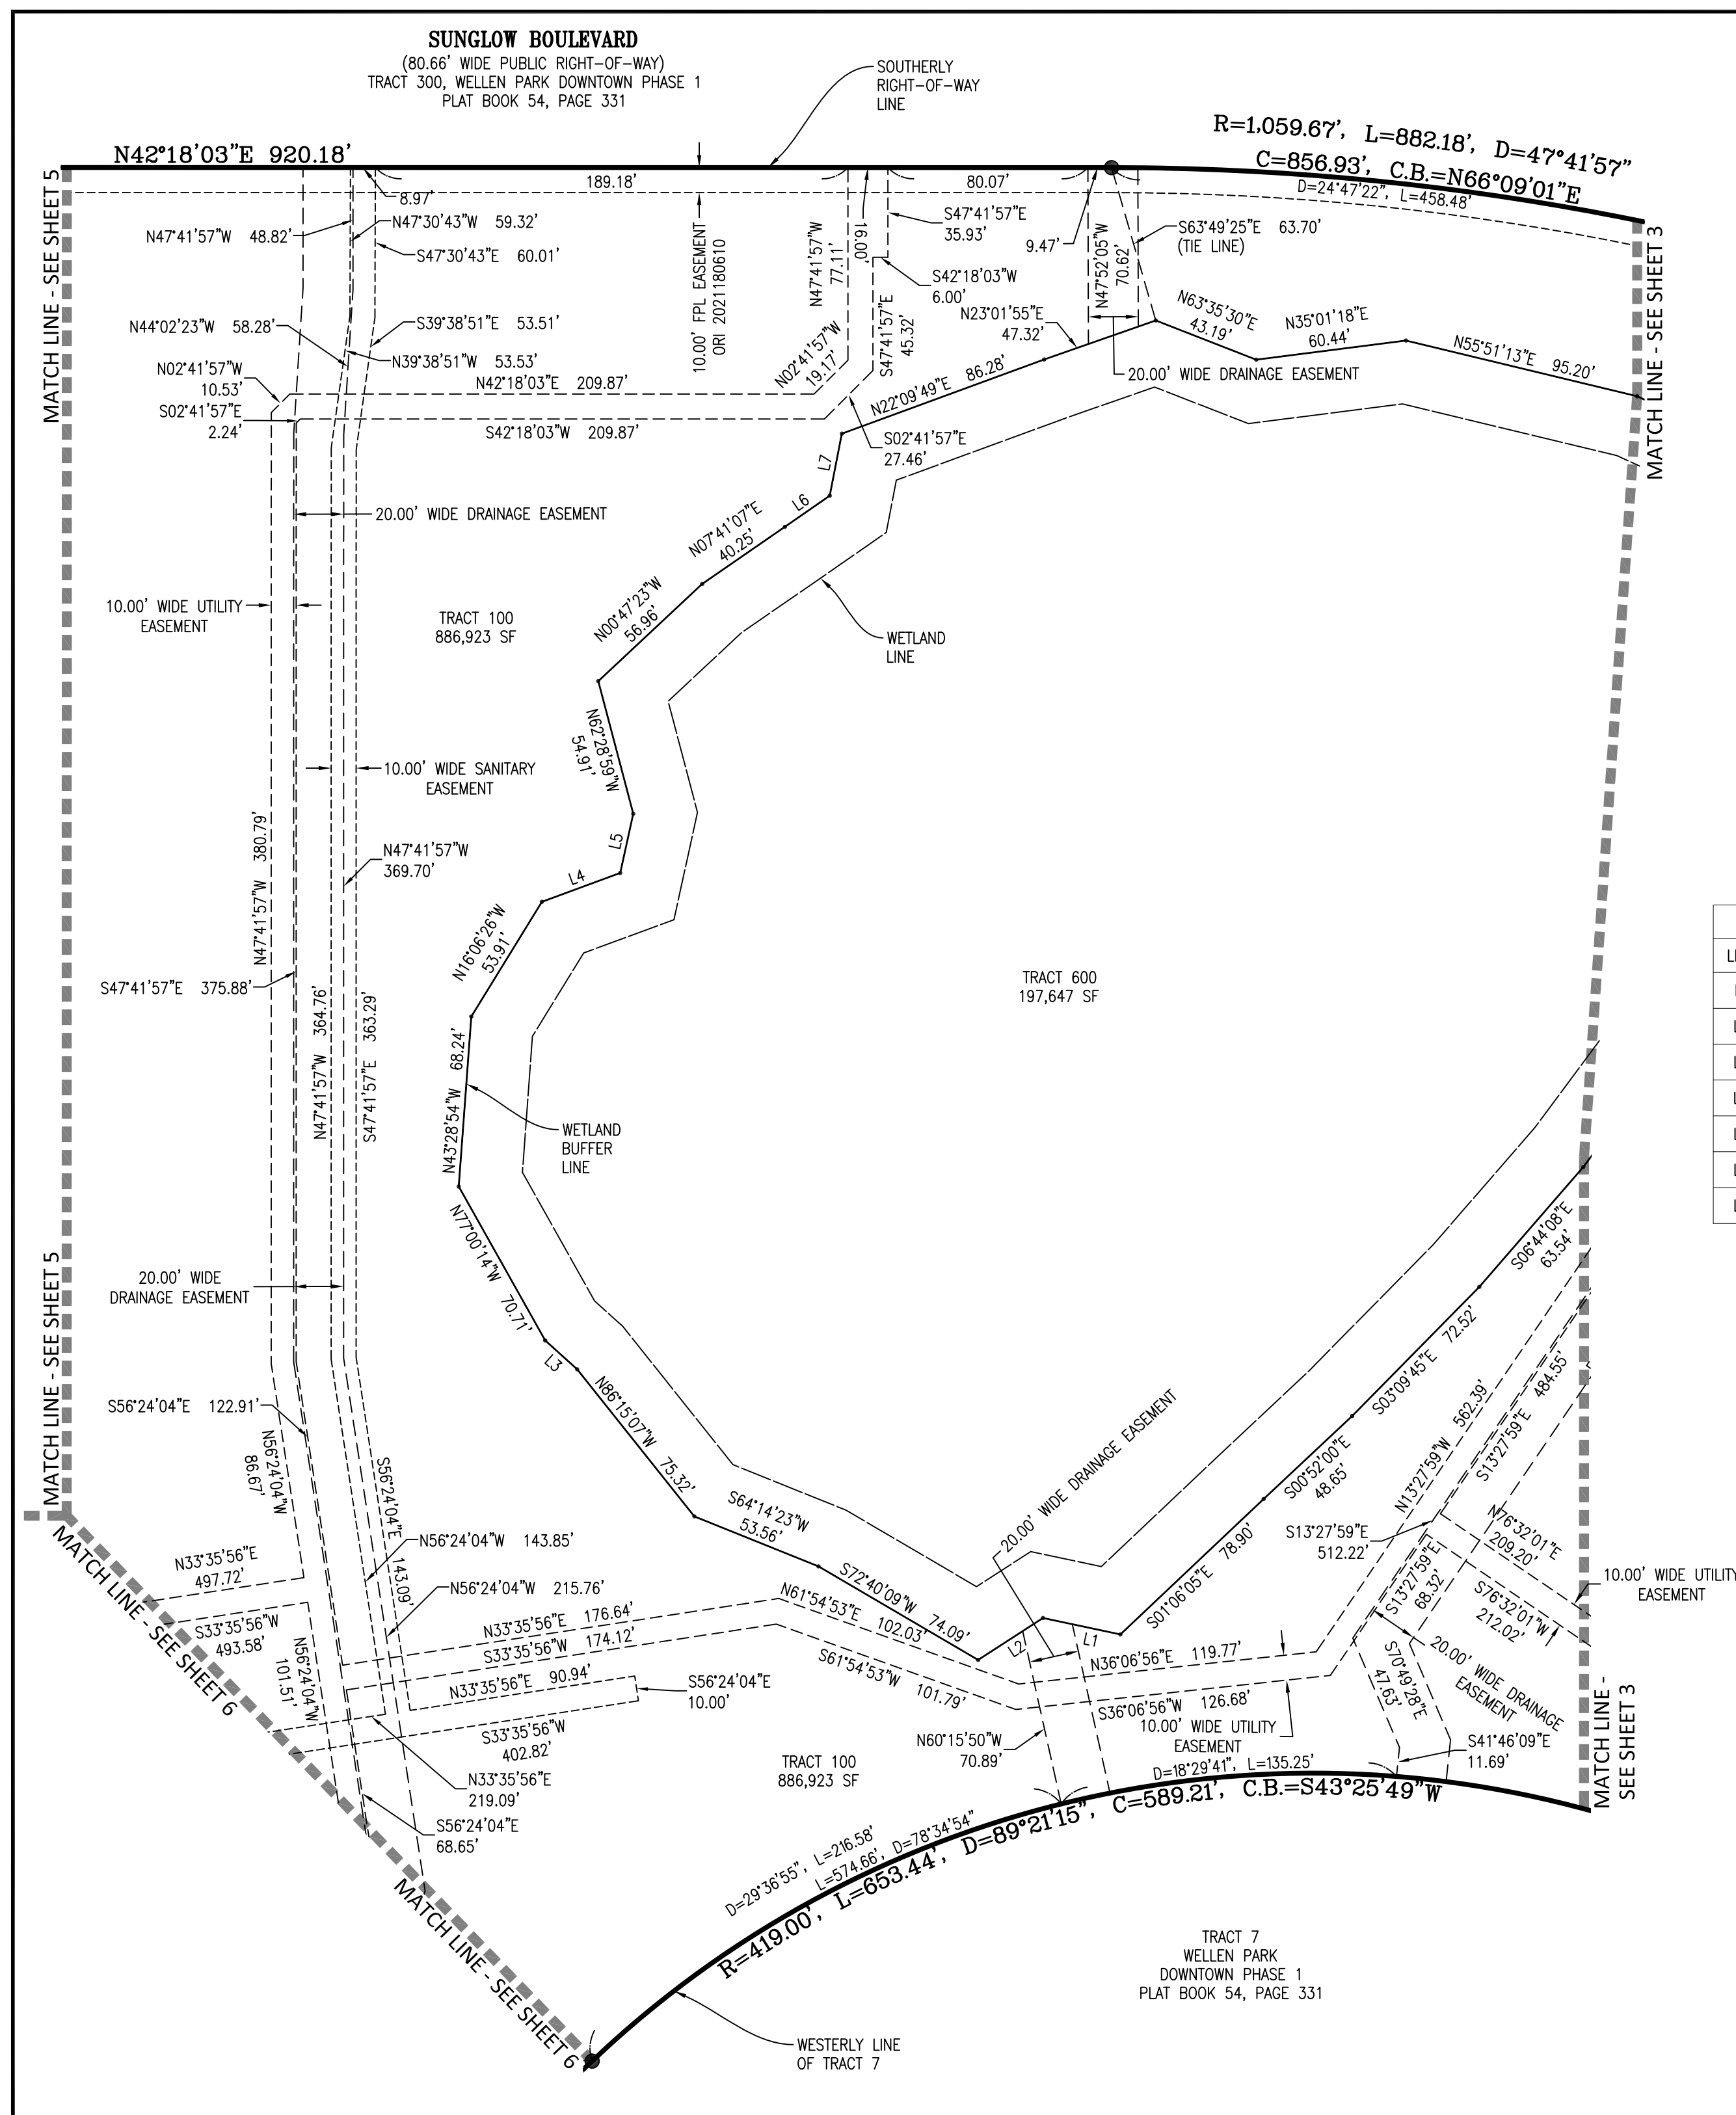 SUNGLOW BOULEVARD
(80.66' WIDE PUBLIC RIGHT-OF-WAY)
TRACT 300, WELLEN PARK DOWNTOWN PHASE 1
PLAT BOOK 54, PAGE 331
SOUTHERLY
RIGHT-OF-WAY
LINE
R=1,059.67', L=882.18', D=47°41'57"
C=856.93', C.B.=N66°09'01"E
D=24°47'22", L=458.48'
N42°18'03"E 920.18'
MATCH LINE - SEE SHEET 5
MATCH LINE - SEE SHEET 3
8.97'
189.18'
80.07'
N47°41'57"W 48.82'
N47°30'43"W 59.32'
S47°30'43"E 60.01'
10.00' FPL EASEMENT
ORI 2021180610
N47°41'57"W
77.11'
16.00'
S47°41'57"E
35.93'
9.47'
N47°52'05"W
70.62'
S63°49'25"E 63.70'
(TIE LINE)
S42°18'03"W
6.00'
N44°02'23"W 58.28'
S39°38'51"E 53.51'
N39°38'51"W 53.53'
N02°41'57"W
10.53'
N42°18'03"E 209.87'
N02°41'57"W
19.17'
S47°41'57"E
45.32'
N23°01'55"E
47.32'
N63°35'30"E
43.19'
N35°01'18"E
60.44'
N55°51'13"E 95.20'
20.00' WIDE DRAINAGE EASEMENT
S02°41'57"E
2.24'
S42°18'03"W 209.87'
N22°09'49"E 86.28'
S02°41'57"E
27.46'
L7
L6
20.00' WIDE DRAINAGE EASEMENT
N07°41'07"E
40.25'
10.00' WIDE UTILITY
EASEMENT
TRACT 100
886,923 SF
N00°47'23"W
56.96'
WETLAND
LINE
N62°28'59"W
54.91'
10.00' WIDE SANITARY
EASEMENT
N47°41'57"W 380.79'
N47°41'57"W
369.70'
L5
L4
N16°06'26"W
53.91'
S47°41'57"E 375.88'
N47°41'57"W 364.76'
S47°41'57"E 363.29'
TRACT 600
197,647 SF
N43°28'54"W 68.24'
WETLAND
BUFFER
LINE
N77°00'14"W 70.71'
S06°44'08"E
63.54'
MATCH LINE - SEE SHEET 5
20.00' WIDE
DRAINAGE EASEMENT
L3
S03°09'45"E 72.52'
N86°15'07"W 75.32'
S56°24'04"E 122.91'
N56°24'04"W
86.67'
S56°24'04"E 143.09'
20.00' WIDE DRAINAGE EASEMENT
N13°27'59"W 562.39'
S13°27'59"E 484.55'
S00°52'00"E
48.65'
S64°14'23"W
53.56'
N56°24'04"W 143.85'
S01°06'05"E 78.90'
S13°27'59"E
512.22'
N76°32'01"E
209.20'
MATCH LINE - SEE SHEET 6
N33°35'56"E
497.72'
N56°24'04"W 215.76'
S72°40'09"W 74.09'
S13°27'59"E
68.32'
S76°32'01"W
212.02'
10.00' WIDE UTILITY
EASEMENT
S33°35'56"W
493.58'
N33°35'56"E 176.64'
N61°54'53"E 102.03'
L2
L1
N56°24'04"W
101.51'
S33°35'56"W 174.12'
S61°54'53"W 101.79'
N36°06'56"E 119.77'
S70°49'28"E
47.63'
20.00' WIDE DRAINAGE
EASEMENT
N33°35'56"E 90.94'
S56°24'04"E
10.00'
S36°06'56"W 126.68'
10.00' WIDE UTILITY
EASEMENT
S33°35'56"W
402.82'
N60°15'50"W
70.89'
S41°46'09"E
11.69'
MATCH LINE -
SEE SHEET 3
TRACT 100
886,923 SF
N33°35'56"E
219.09'
D=18°29'41", L=135.25'
S56°24'04"E
68.65'
D=29°36'55", L=216.58'
L=574.66', D=78°34'54"
R=419.00', L=653.44', D=89°21'15", C=589.21', C.B.=S43°25'49"W
MATCH LINE - SEE SHEET 6
TRACT 7
WELLEN PARK
DOWNTOWN PHASE 1
PLAT BOOK 54, PAGE 331
WESTERLY LINE
OF TRACT 7